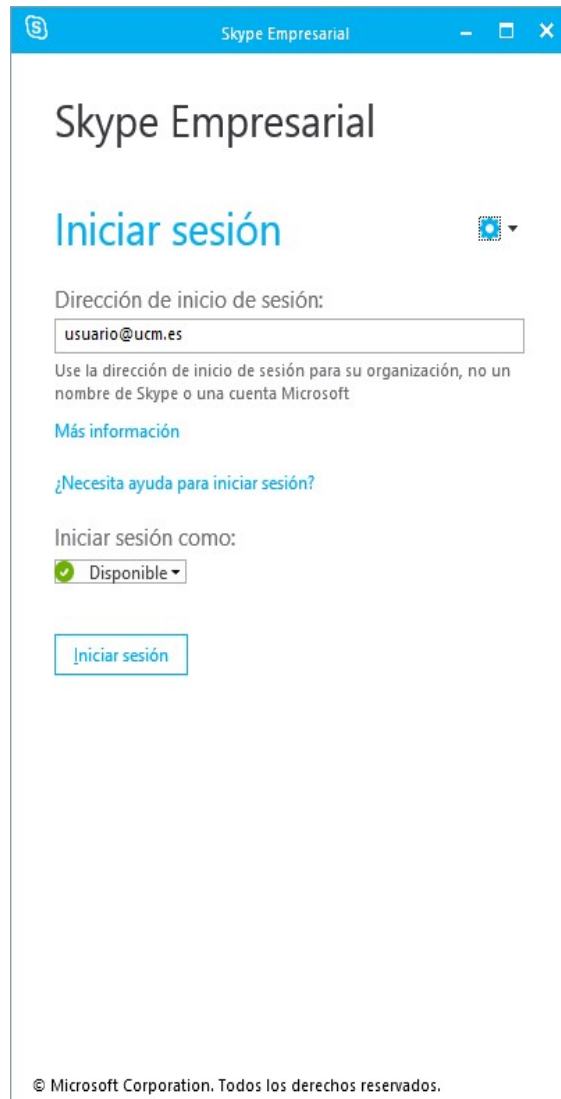 Skype Empresarial
Skype Empresarial
Iniciar sesión
Dirección de inicio de sesión:
usuario@ucm.es
Use la dirección de inicio de sesión para su organización, no un
nombre de Skype o una cuenta Microsoft
Más información
¿Necesita ayuda para iniciar sesión?
Iniciar sesión como:
Disponible
Iniciar sesión
© Microsoft Corporation. Todos los derechos reservados.